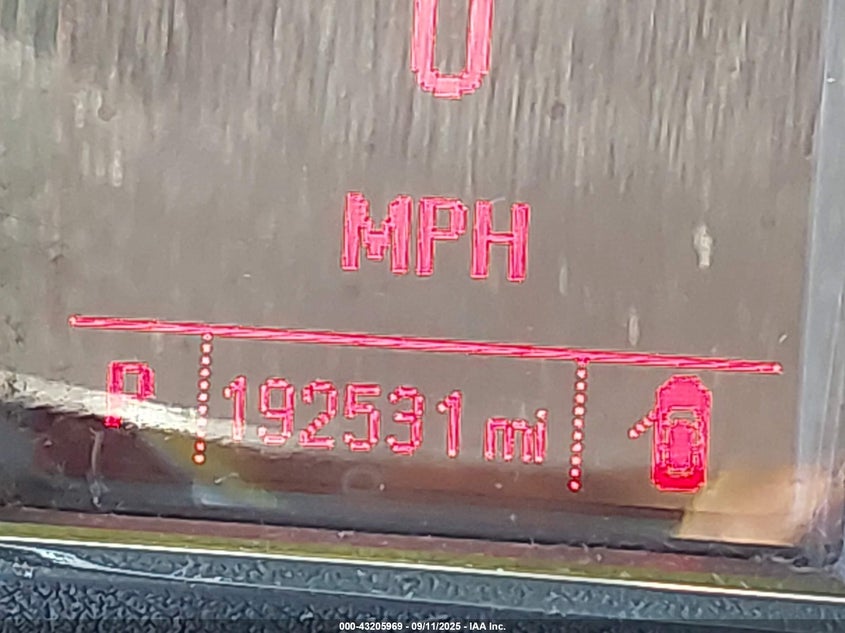 0
MPH
P 192531 mi
000-43205969 - 09/11/2025 - IAA Inc.